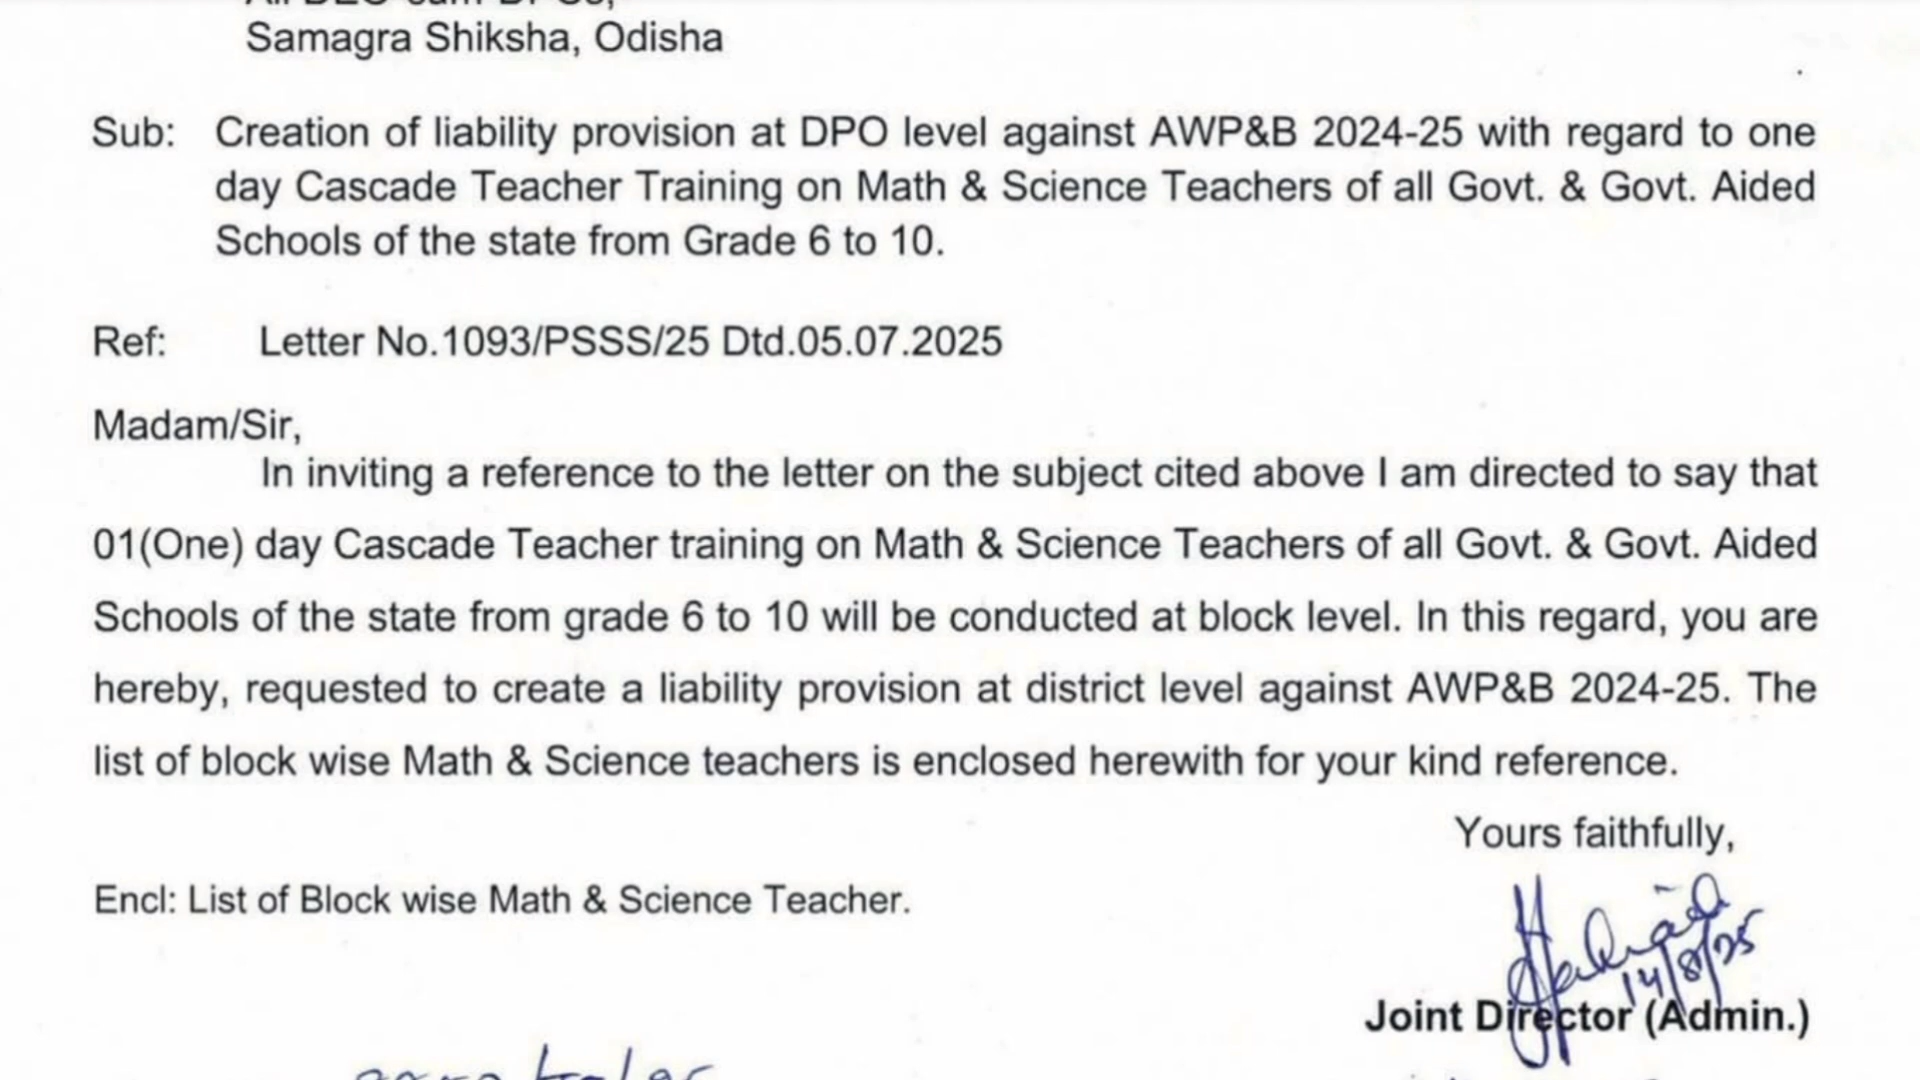 Samagra Shiksha, Odisha
Sub: Creation of liability provision at DPO level against AWP&B 2024-25 with regard to one
day Cascade Teacher Training on Math & Science Teachers of all Govt. & Govt. Aided
Schools of the state from Grade 6 to 10.
Ref: Letter No.1093/PSSS/25 Dtd.05.07.2025
Madam/Sir,
In inviting a reference to the letter on the subject cited above I am directed to say that
01(One) day Cascade Teacher training on Math & Science Teachers of all Govt. & Govt. Aided
Schools of the state from grade 6 to 10 will be conducted at block level. In this regard, you are
hereby, requested to create a liability provision at district level against AWP&B 2024-25. The
list of block wise Math & Science teachers is enclosed herewith for your kind reference.
Yours faithfully,
Encl: List of Block wise Math & Science Teacher.
14/8/25
Joint Director (Admin.)